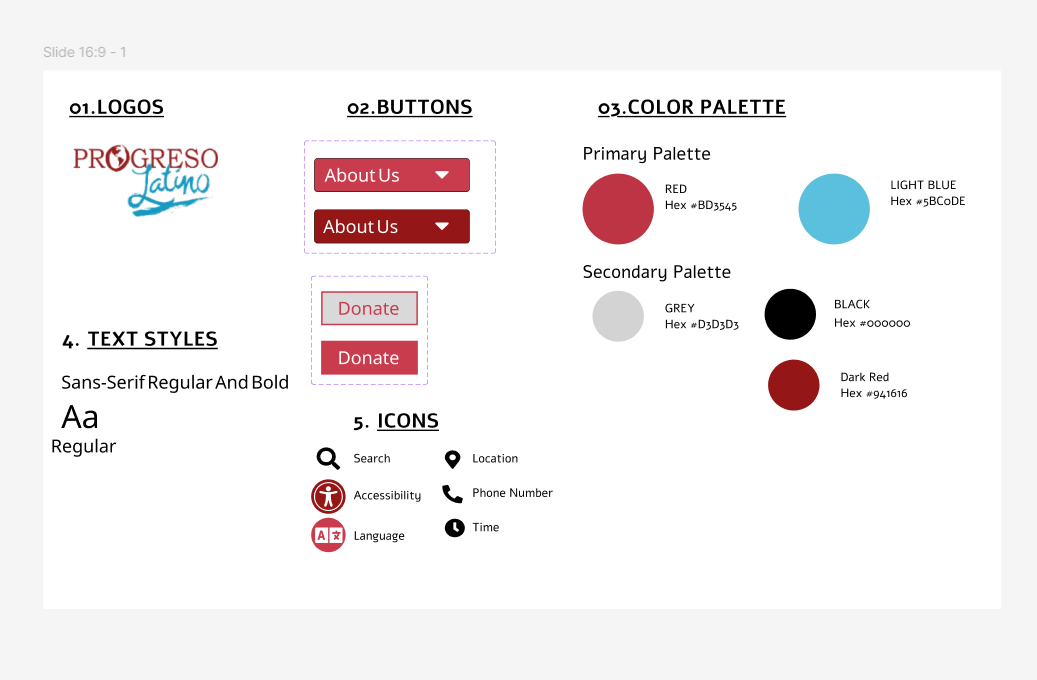 Slide 16:9 - 1
01.LOGOS
PROGRESO
Latino
02.BUTTONS
About Us
About Us
Donate
Donate
03.COLOR PALETTE
Primary Palette
RED
Hex #BD3545
LIGHT BLUE
Hex #5BC0DE
Secondary Palette
GREY
Hex #D3D3D3
BLACK
Hex #000000
Dark Red
Hex #941616
4. TEXT STYLES
Sans-Serif Regular And Bold
Aa
Regular
5. ICONS
Search
Location
Accessibility
Phone Number
A文
Language
Time